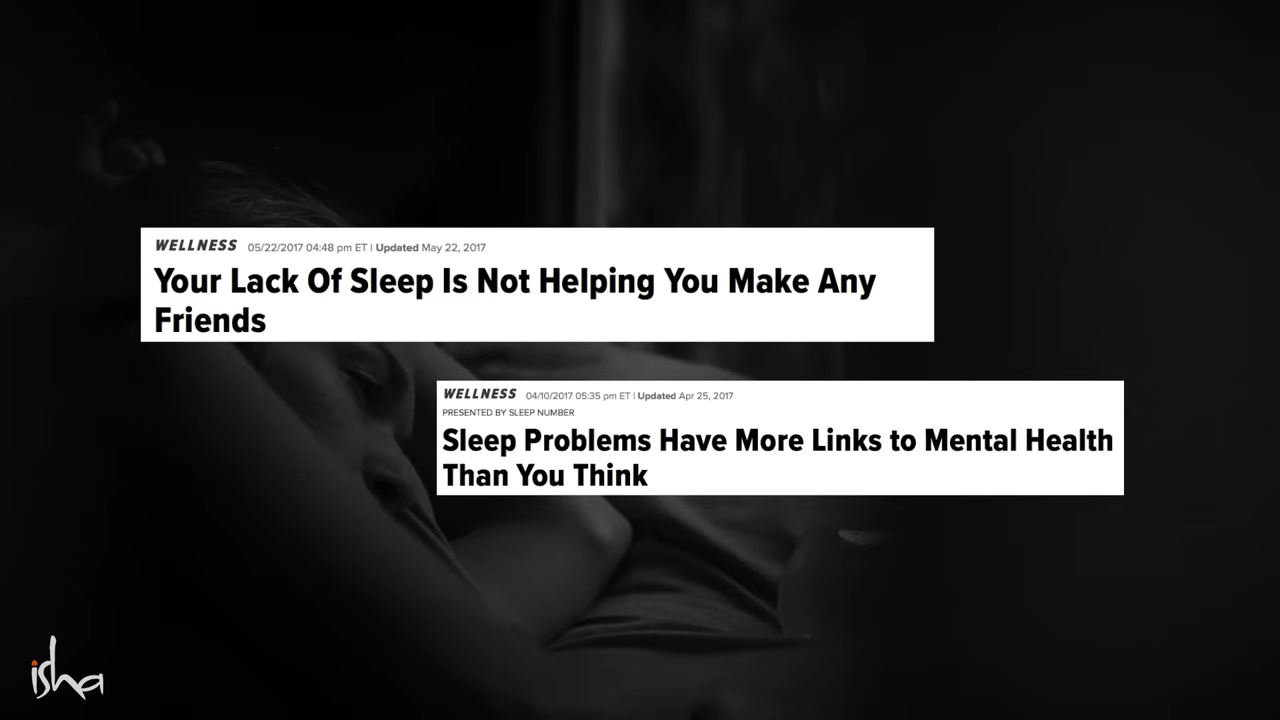 WELLNESS 05/22/2017 04:48 pm ET | Updated May 22, 2017
Your Lack Of Sleep Is Not Helping You Make Any
Friends
WELLNESS 04/10/2017 05:35 pm ET | Updated Apr 25, 2017
PRESENTED BY SLEEP NUMBER
Sleep Problems Have More Links to Mental Health
Than You Think
isha